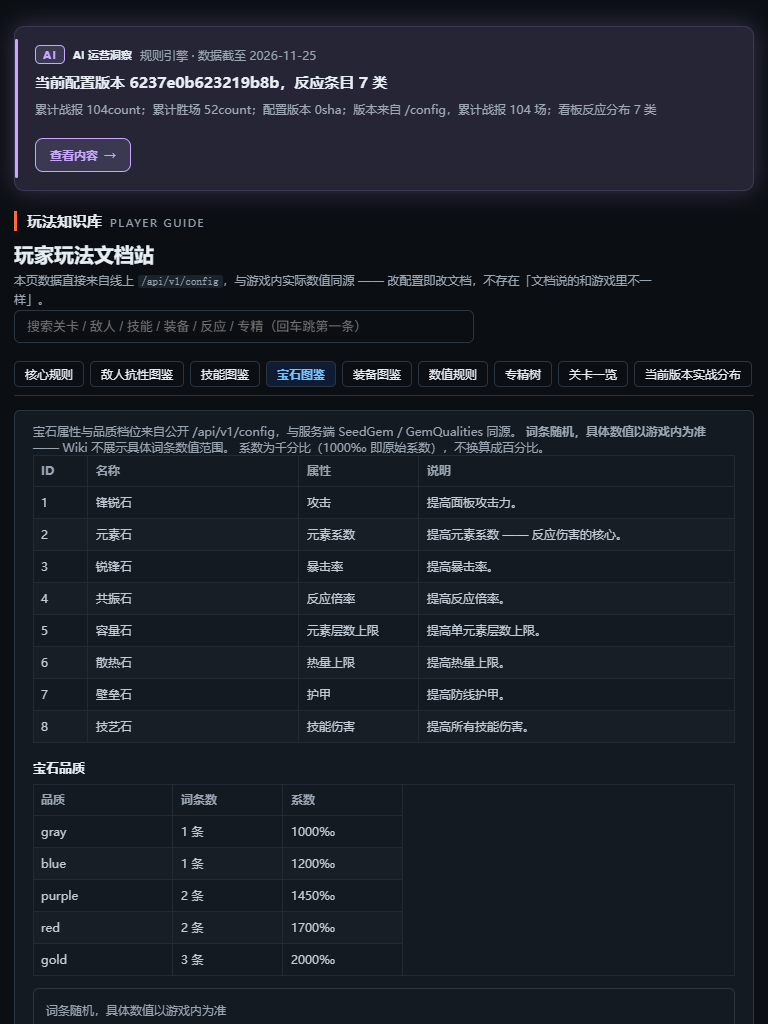 AI AI 运营洞察 规则引擎 · 数据截至 2026-11-25
当前配置版本 6237e0b623219b8b，反应条目 7 类
累计战报 104count；累计胜场 52count；配置版本 0sha；版本来自 /config，累计战报 104 场；看板反应分布 7 类
查看内容 →
玩法知识库 PLAYER GUIDE
玩家玩法文档站
本页数据直接来自线上 /api/v1/config，与游戏内实际数值同源 —— 改配置即改文档，不存在「文档说的和游戏里不一
样」。
搜索关卡 / 敌人 / 技能 / 装备 / 反应 / 专精（回车跳第一条）
核心规则 敌人抗性图鉴 技能图鉴 宝石图鉴 装备图鉴 数值规则 专精树 关卡一览 当前版本实战分布
宝石属性与品质档位来自公开 /api/v1/config，与服务端 SeedGem / GemQualities 同源。 词条随机，具体数值以游戏内为准
—— Wiki 不展示具体词条数值范围。 系数为千分比（1000‰ 即原始系数），不换算成百分比。
ID 名称 属性 说明
1 锋锐石 攻击 提高面板攻击力。
2 元素石 元素系数 提高元素系数 —— 反应伤害的核心。
3 锐锋石 暴击率 提高暴击率。
4 共振石 反应倍率 提高反应倍率。
5 容量石 元素层数上限 提高单元素层数上限。
6 散热石 热量上限 提高热量上限。
7 壁垒石 护甲 提高防线护甲。
8 技艺石 技能伤害 提高所有技能伤害。
宝石品质
品质 词条数 系数
gray 1 条 1000‰
blue 1 条 1200‰
purple 2 条 1450‰
red 2 条 1700‰
gold 3 条 2000‰
词条随机，具体数值以游戏内为准